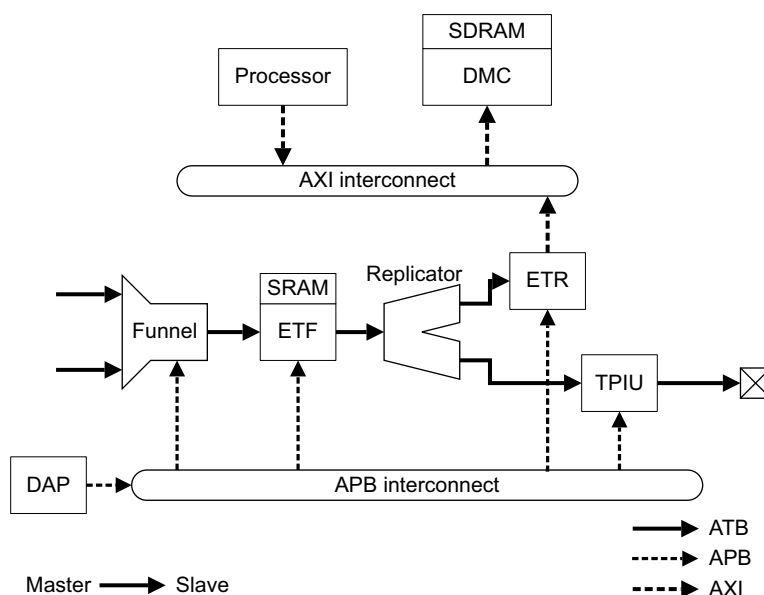 SDRAM
Processor
DMC
AXI interconnect
Replicator
ETR
SRAM
Funnel
ETF
TPIU
DAP
APB interconnect
ATB
APB
Master
Slave
AXI